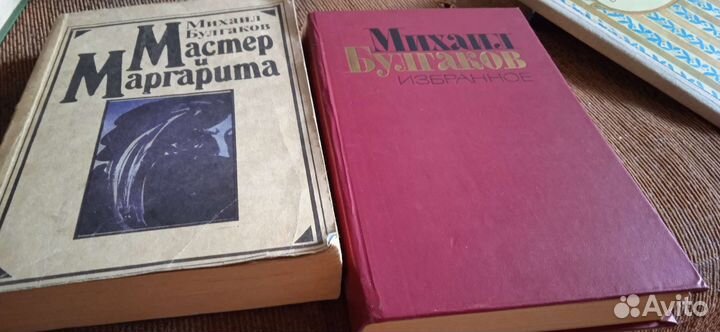 Михаил
Булгаков
Мастер
и
Маргарита
Михаил
Булгаков
ИЗБРАННОЕ
Avito